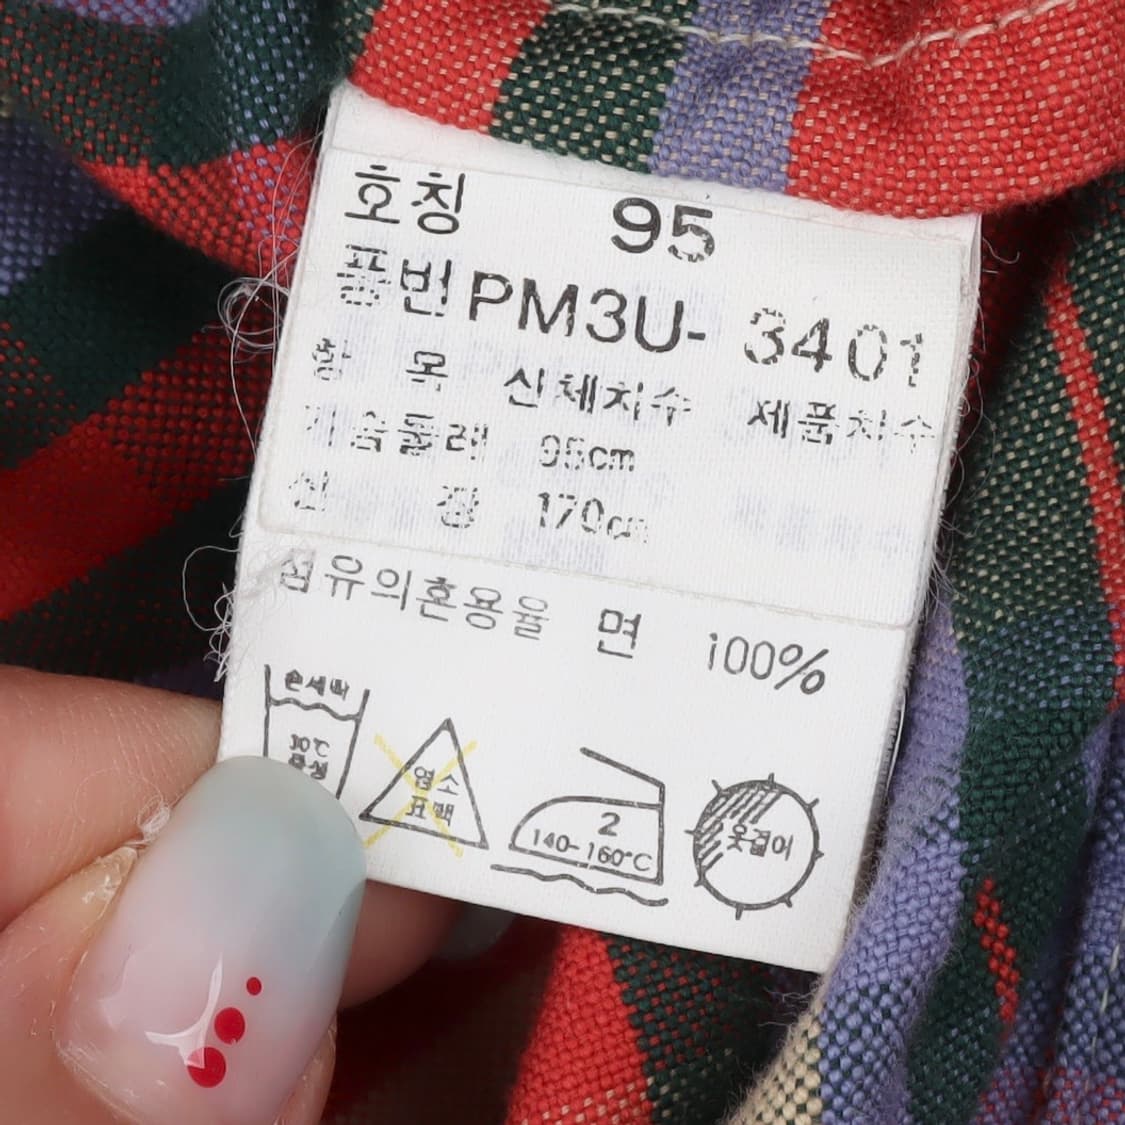 호칭 95
품번 PM3U- 3401
항 목 신체치수 제품치수
가슴둘레 95cm
신 장 170cm
섬유의혼용율 면 100%
손세탁
30℃
중성
염소
표백
2
140-160℃
옷걸이